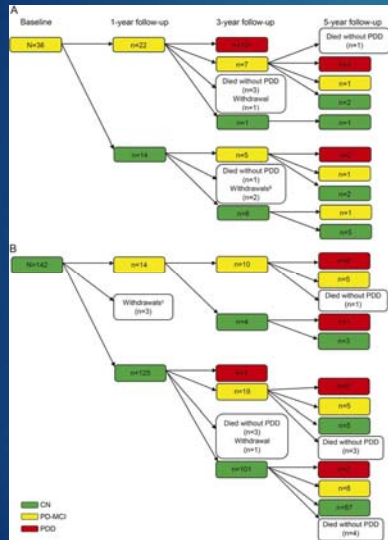 A
Baseline
1-year follow-up
3-year follow-up
5-year follow-up
N=36
n=22
n=7
Died without PDD
(n=3)
Withdrawal
(n=1)
n=1
Died without PDD
(n=1)
n=1
n=2
n=1
n=14
n=5
Died without PDD
(n=1)
Withdrawals
(n=2)
n=6
n=1
n=2
n=1
n=5
B
N=142
n=14
Withdrawals
(n=3)
n=125
n=10
n=4
n=5
Died without PDD
(n=1)
n=3
n=19
Died without PDD
(n=3)
Withdrawal
(n=1)
n=101
n=5
n=5
Died without PDD
(n=3)
n=8
n=87
Died without PDD
(n=4)
CN
PD-MCI
PDD